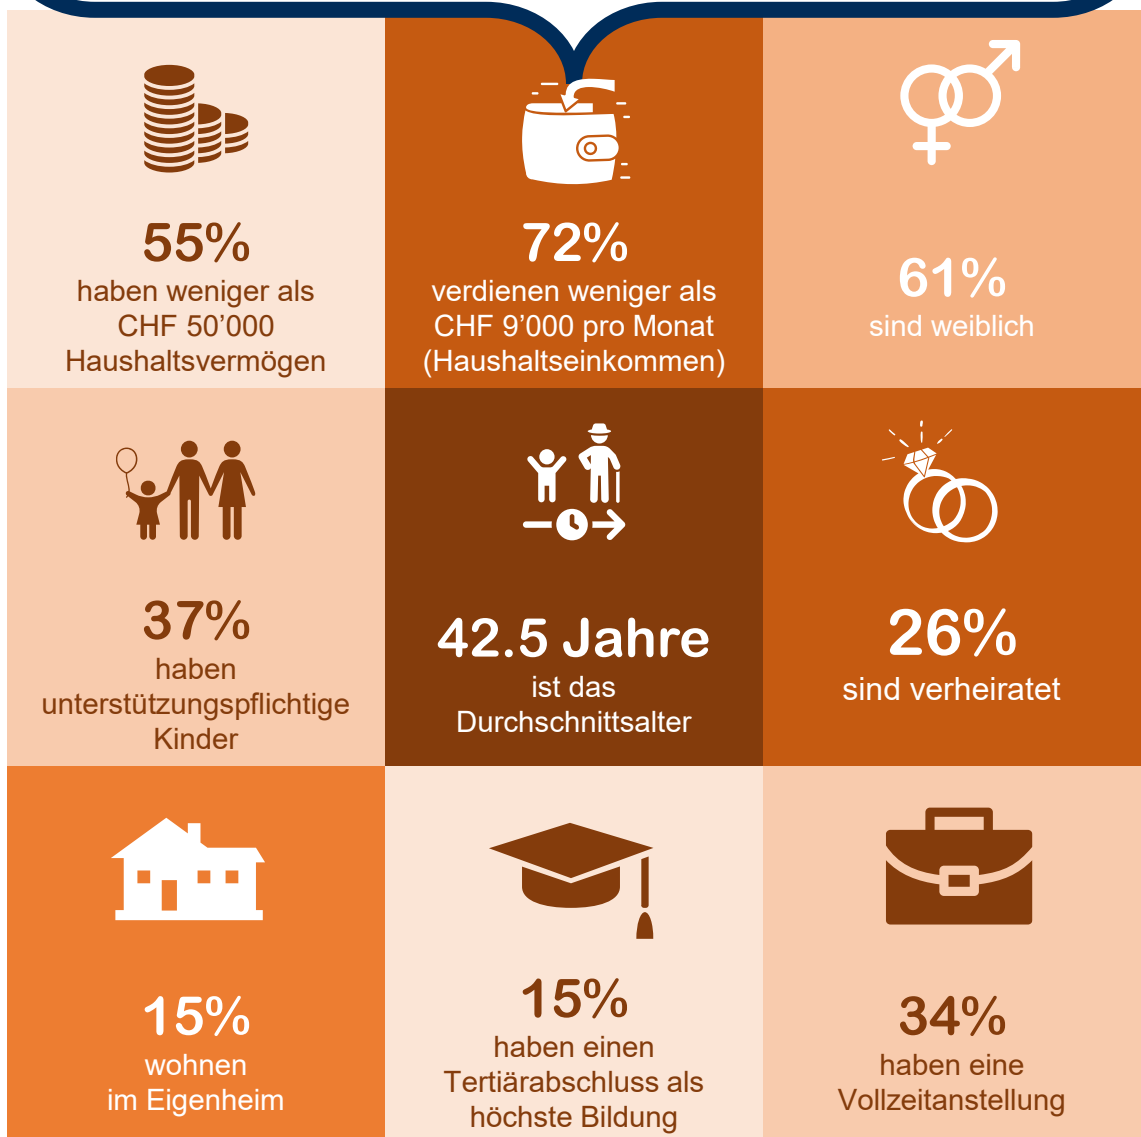 55%
haben weniger als
CHF 50’000
Haushaltsvermögen
72%
verdienen weniger als
CHF 9’000 pro Monat
(Haushaltseinkommen)
61%
sind weiblich
37%
haben
unterstützungspflichtige
Kinder
42.5 Jahre
ist das
Durchschnittsalter
26%
sind verheiratet
15%
wohnen
im Eigenheim
15%
haben einen
Tertiärabschluss als
höchste Bildung
34%
haben eine
Vollzeitanstellung